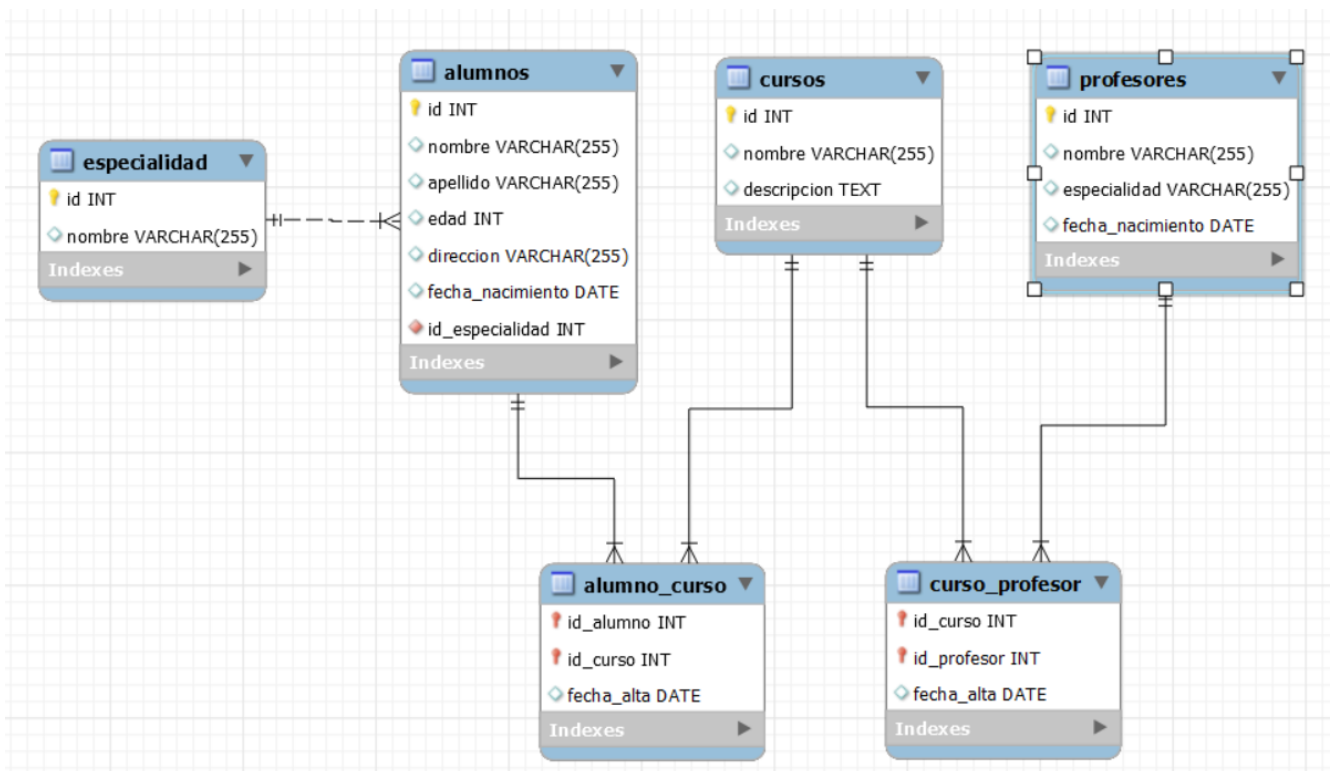 especialidad
id INT
nombre VARCHAR(255)
Indexes
alumnos
id INT
nombre VARCHAR(255)
apellido VARCHAR(255)
edad INT
dirección VARCHAR(255)
fecha_nacimiento DATE
id_especialidad INT
Indexes
cursos
id INT
nombre VARCHAR(255)
descripcion TEXT
Indexes
profesores
id INT
nombre VARCHAR(255)
especialidad VARCHAR(255)
fecha_nacimiento DATE
Indexes
alumno_curso
id_alumno INT
id_curso INT
fecha_alta DATE
Indexes
curso_profesor
id_curso INT
id_profesor INT
fecha_alta DATE
Indexes